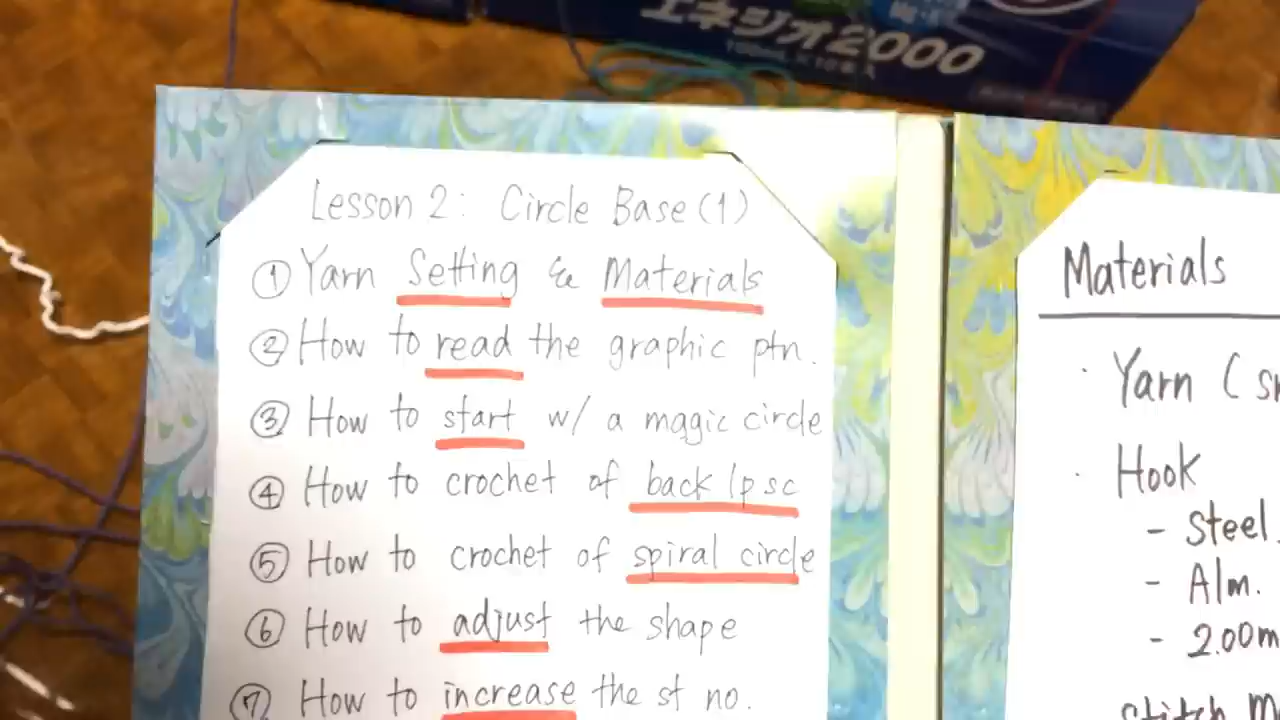 エネジオ2000
Lesson 2: Circle Base (1)
① Yarn Setting & Materials
② How to read the graphic ptn.
③ How to start w/ a magic circle
④ How to crochet of back lp sc
⑤ How to crochet of spiral circle
⑥ How to adjust the shape
⑦ How to increase the st no.
Materials
· Yarn (
· Hook
- Steel
- Alm.
- 2.00m
Stitch M